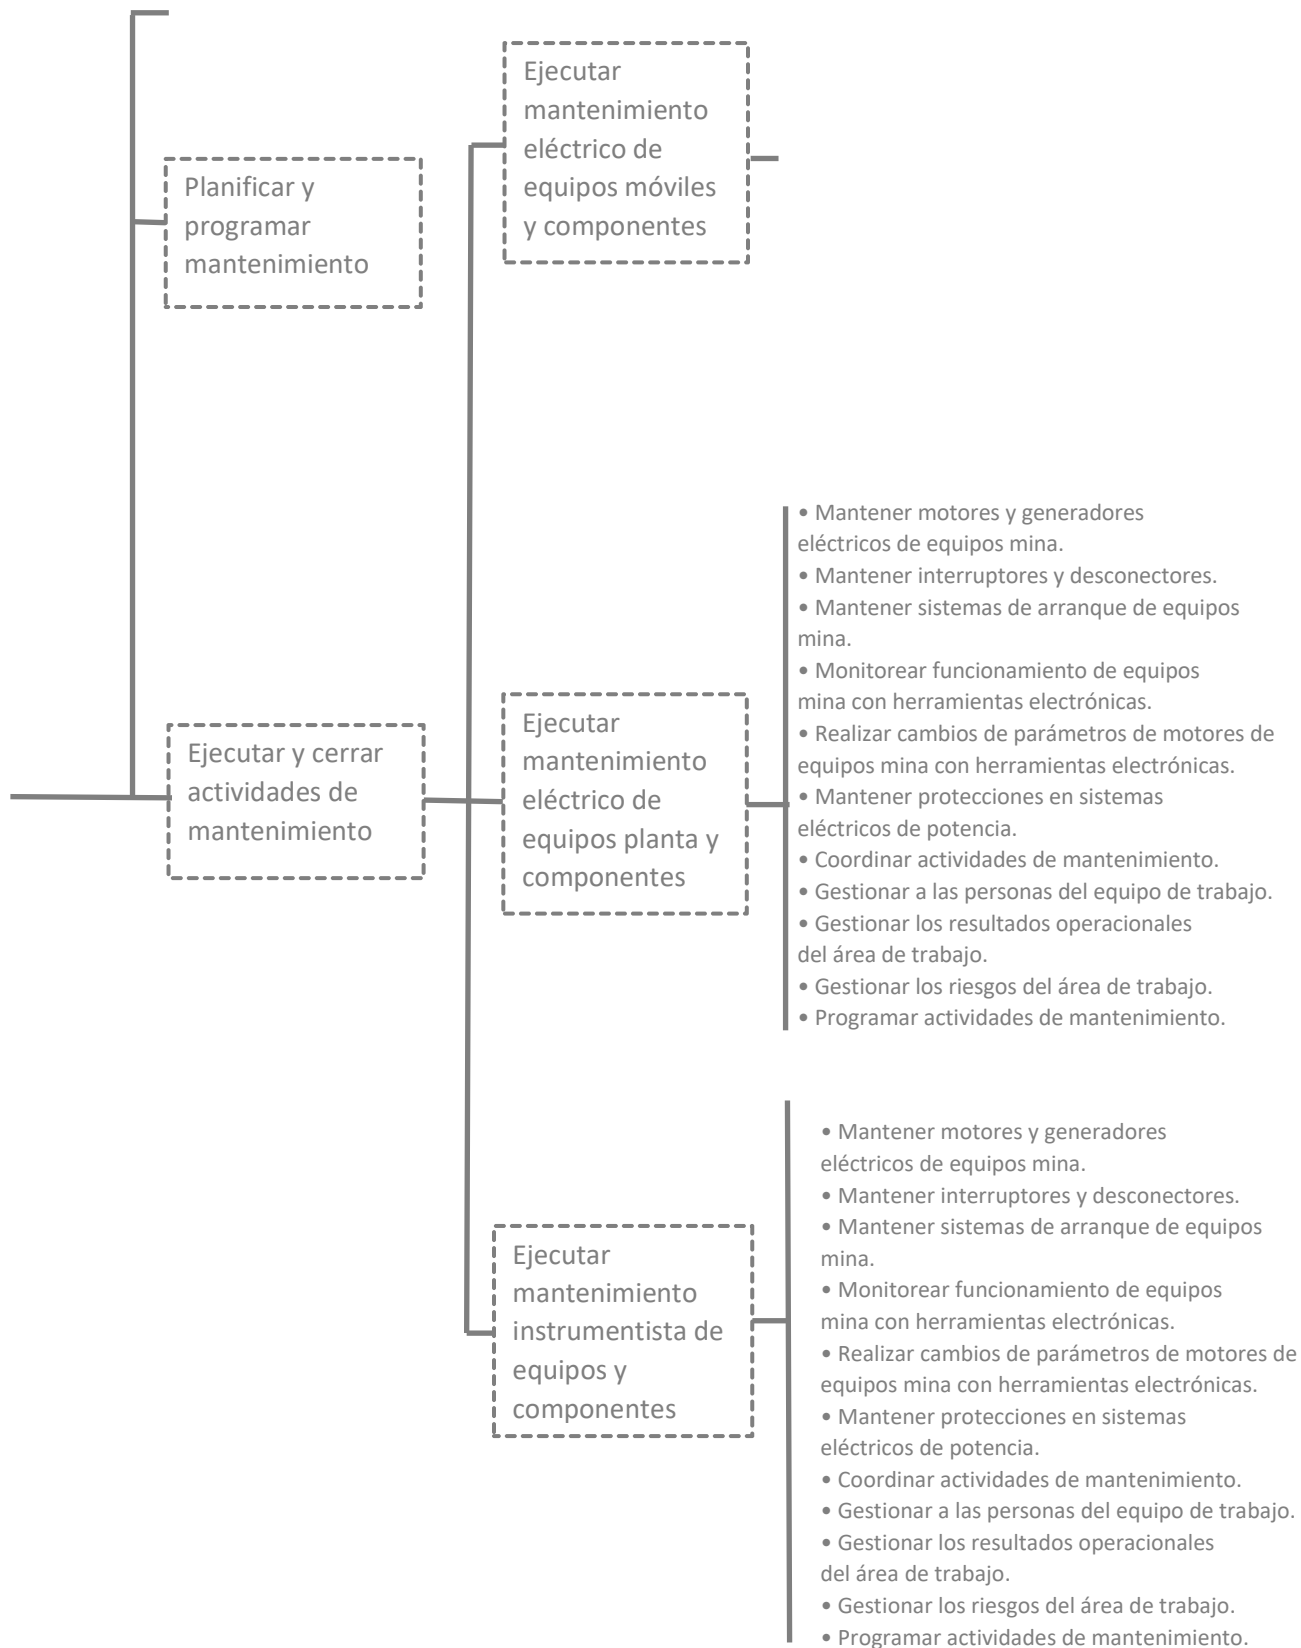 Ejecutar
mantenimiento
eléctrico de
equipos móviles
y componentes
Planificar y
programar
mantenimiento
Ejecutar y cerrar
actividades de
mantenimiento
Ejecutar
mantenimiento
eléctrico de
equipos planta y
componentes
• Mantener motores y generadores
eléctricos de equipos mina.
• Mantener interruptores y desconectores.
• Mantener sistemas de arranque de equipos
mina.
• Monitorear funcionamiento de equipos
mina con herramientas electrónicas.
• Realizar cambios de parámetros de motores de
equipos mina con herramientas electrónicas.
• Mantener protecciones en sistemas
eléctricos de potencia.
• Coordinar actividades de mantenimiento.
• Gestionar a las personas del equipo de trabajo.
• Gestionar los resultados operacionales
del área de trabajo.
• Gestionar los riesgos del área de trabajo.
• Programar actividades de mantenimiento.
Ejecutar
mantenimiento
instrumentista de
equipos y
componentes
• Mantener motores y generadores
eléctricos de equipos mina.
• Mantener interruptores y desconectores.
• Mantener sistemas de arranque de equipos
mina.
• Monitorear funcionamiento de equipos
mina con herramientas electrónicas.
• Realizar cambios de parámetros de motores de
equipos mina con herramientas electrónicas.
• Mantener protecciones en sistemas
eléctricos de potencia.
• Coordinar actividades de mantenimiento.
• Gestionar a las personas del equipo de trabajo.
• Gestionar los resultados operacionales
del área de trabajo.
• Gestionar los riesgos del área de trabajo.
• Programar actividades de mantenimiento.